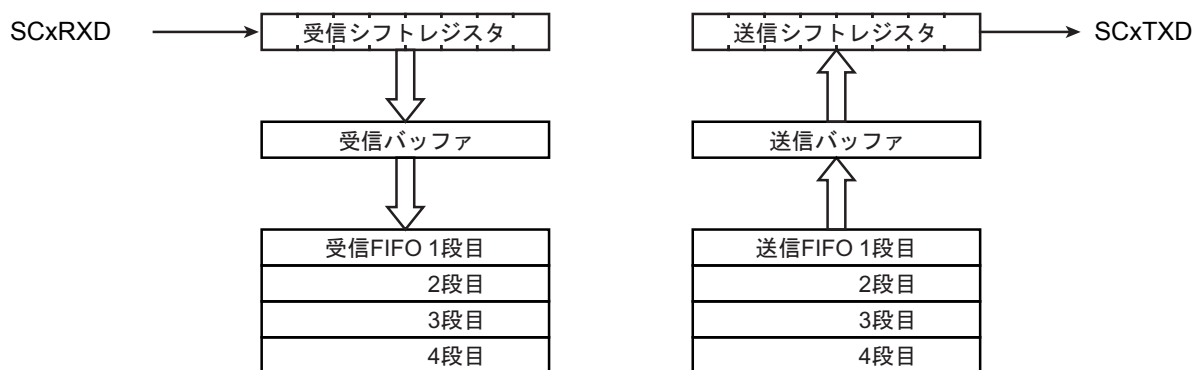 SCxRXD
受信シフトレジスタ
受信バッファ
受信FIFO 1段目
2段目
3段目
4段目
送信シフトレジスタ
SCxTXD
送信バッファ
送信FIFO 1段目
2段目
3段目
4段目